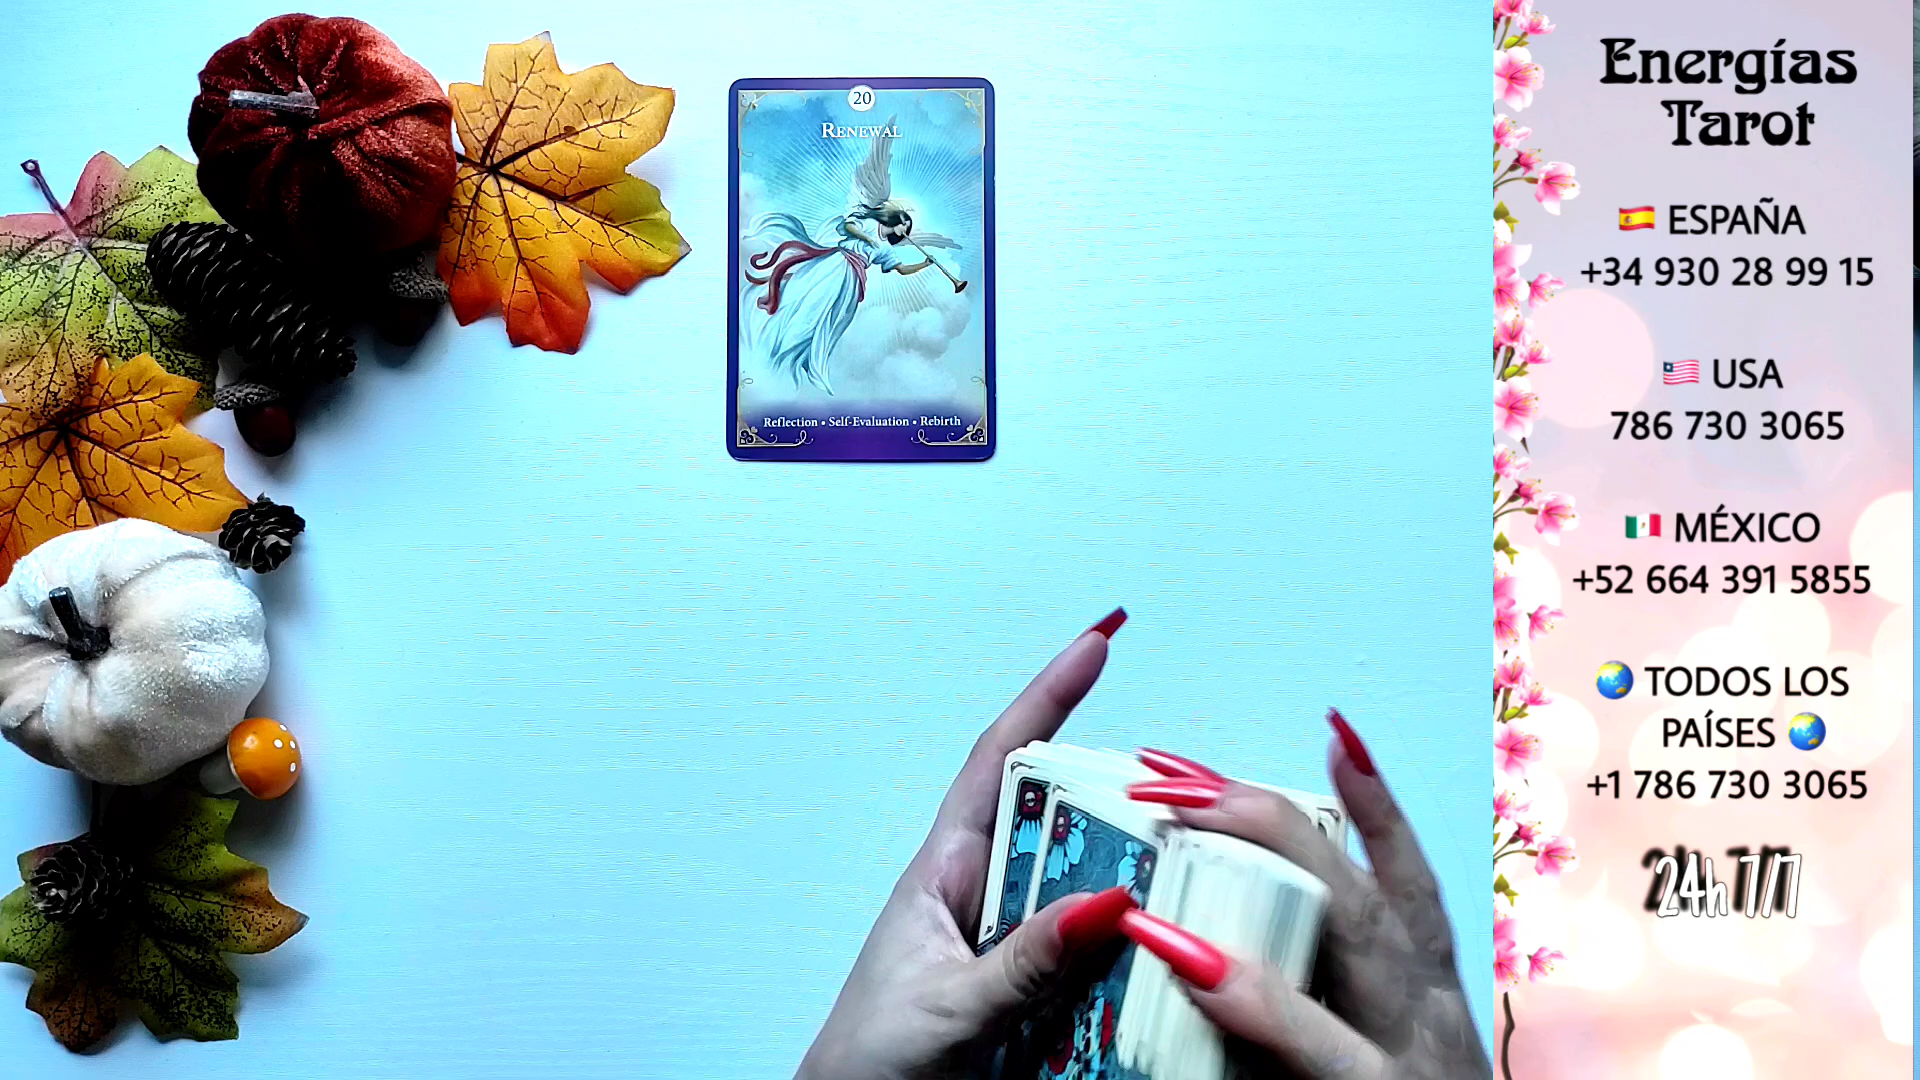 20
Renewal
Reflection • Self-Evaluation • Rebirth
Energías
Tarot
ESPAÑA
+34 930 28 99 15
USA
786 730 3065
MÉXICO
+52 664 391 5855
TODOS LOS
PAÍSES
+1 786 730 3065
24h 7/7